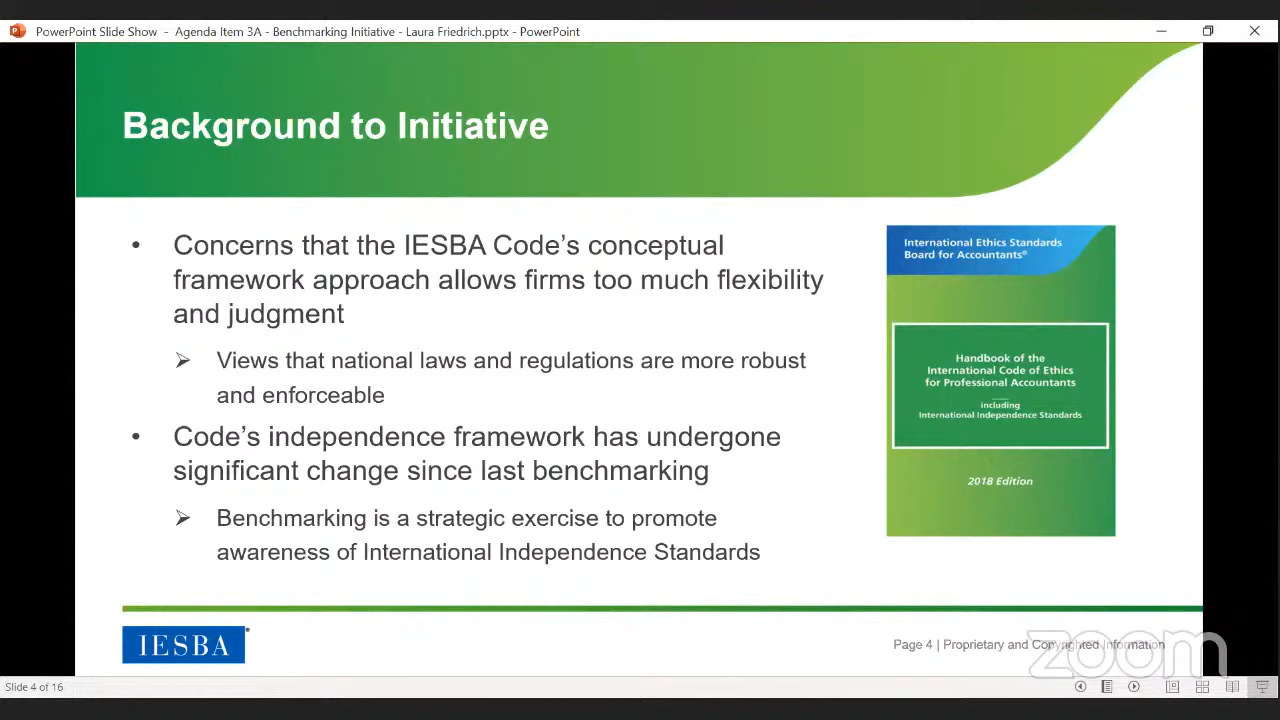 PowerPoint Slide Show - Agenda Item 3A - Benchmarking Initiative - Laura Friedrich.pptx - PowerPoint
Background to Initiative
• Concerns that the IESBA Code's conceptual
framework approach allows firms too much flexibility
and judgment
➢ Views that national laws and regulations are more robust
and enforceable
• Code's independence framework has undergone
significant change since last benchmarking
➢ Benchmarking is a strategic exercise to promote
awareness of International Independence Standards
International Ethics Standards
Board for Accountants®
Handbook of the
International Code of Ethics
for Professional Accountants
including
International Independence Standards
2018 Edition
IESBA
Page 4 | Proprietary and Copyrighted Information
zoom
Slide 4 of 16